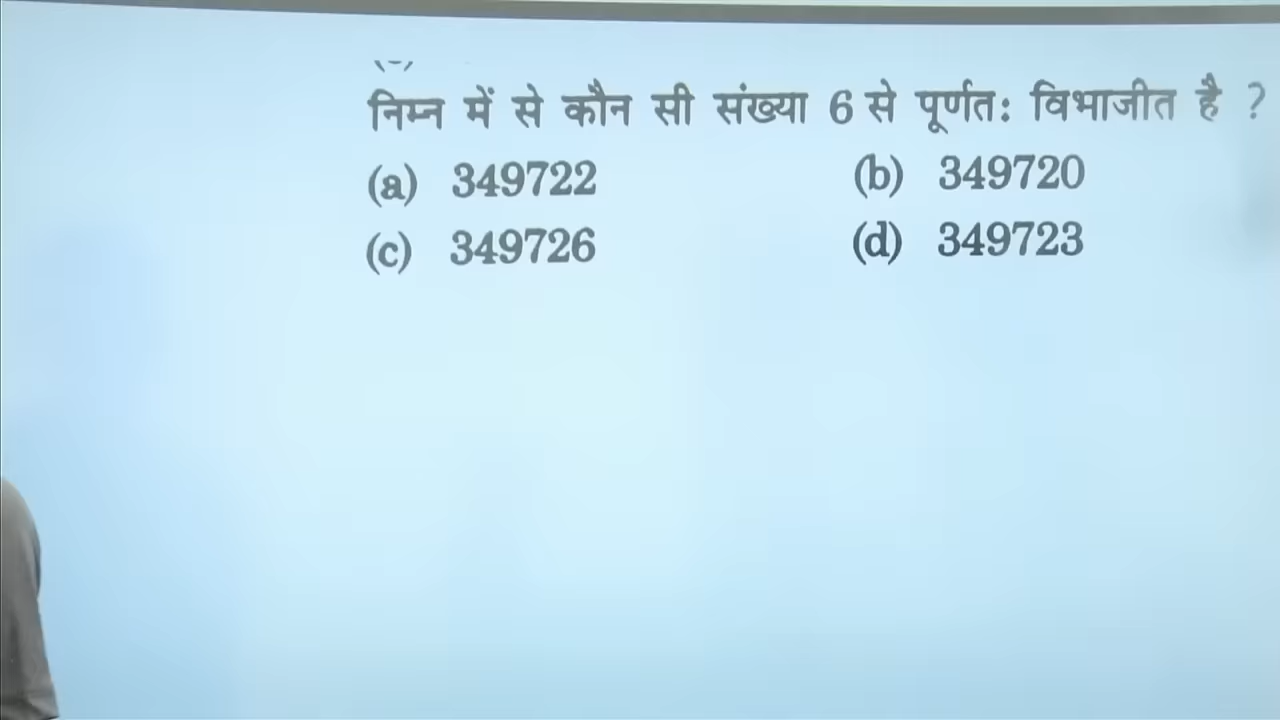 निम्न में से कौन सी संख्या 6 से पूर्णत: विभाजीत है ?
(a) 349722 (b) 349720
(c) 349726 (d) 349723